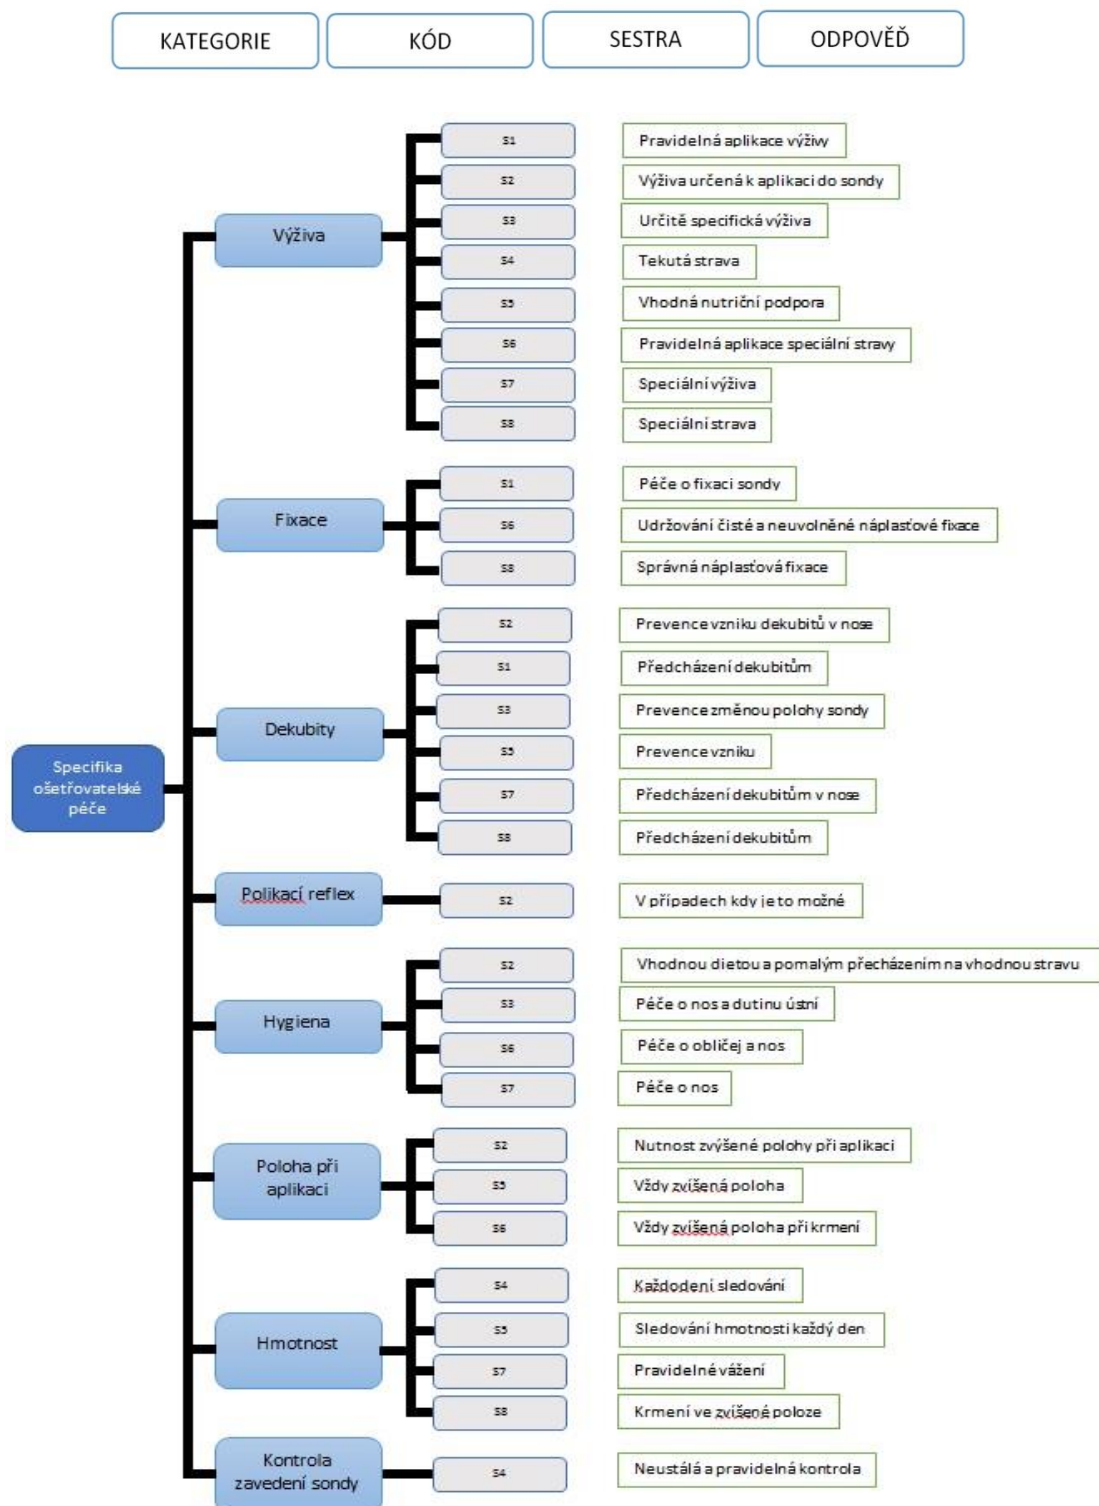 KATEGORIE KÓD SESTRA ODPOVĚĎ
Specifika
ošetřovatelské
péče
Výživa
S1 Pravidelná aplikace výživy
S2 Výživa určená k aplikaci do sondy
S3 Určitě specifická výživa
S4 Tekutá strava
S5 Vhodná nutriční podpora
S6 Pravidelná aplikace speciální stravy
S7 Speciální výživa
S8 Speciální strava
Fixace
S1 Péče o fixaci sondy
S6 Udržování čisté a neuvolněné náplasťové fixace
S8 Správná náplasťová fixace
Dekubity
S2 Prevence vzniku dekubitů v nose
S1 Předcházení dekubitům
S3 Prevence změnou polohy sondy
S5 Prevence vzniku
S7 Předcházení dekubitům v nose
S8 Předcházení dekubitům
Polikací reflex
S2 V případech kdy je to možné
Hygiena
S2 Vhodnou dietou a pomalým přecházením na vhodnou stravu
S3 Péče o nos a dutinu ústní
S6 Péče o obličej a nos
S7 Péče o nos
Poloha při
aplikaci
S2 Nutnost zvýšené polohy při aplikaci
S5 Vždy zvíšená poloha
S6 Vždy zvíšená poloha při krmení
Hmotnost
S4 Každodení sledování
S5 Sledování hmotnosti každý den
S7 Pravidelné vážení
S8 Krmení ve zvíšené poloze
Kontrola
zavedení sondy
S4 Neustálá a pravidelná kontrola